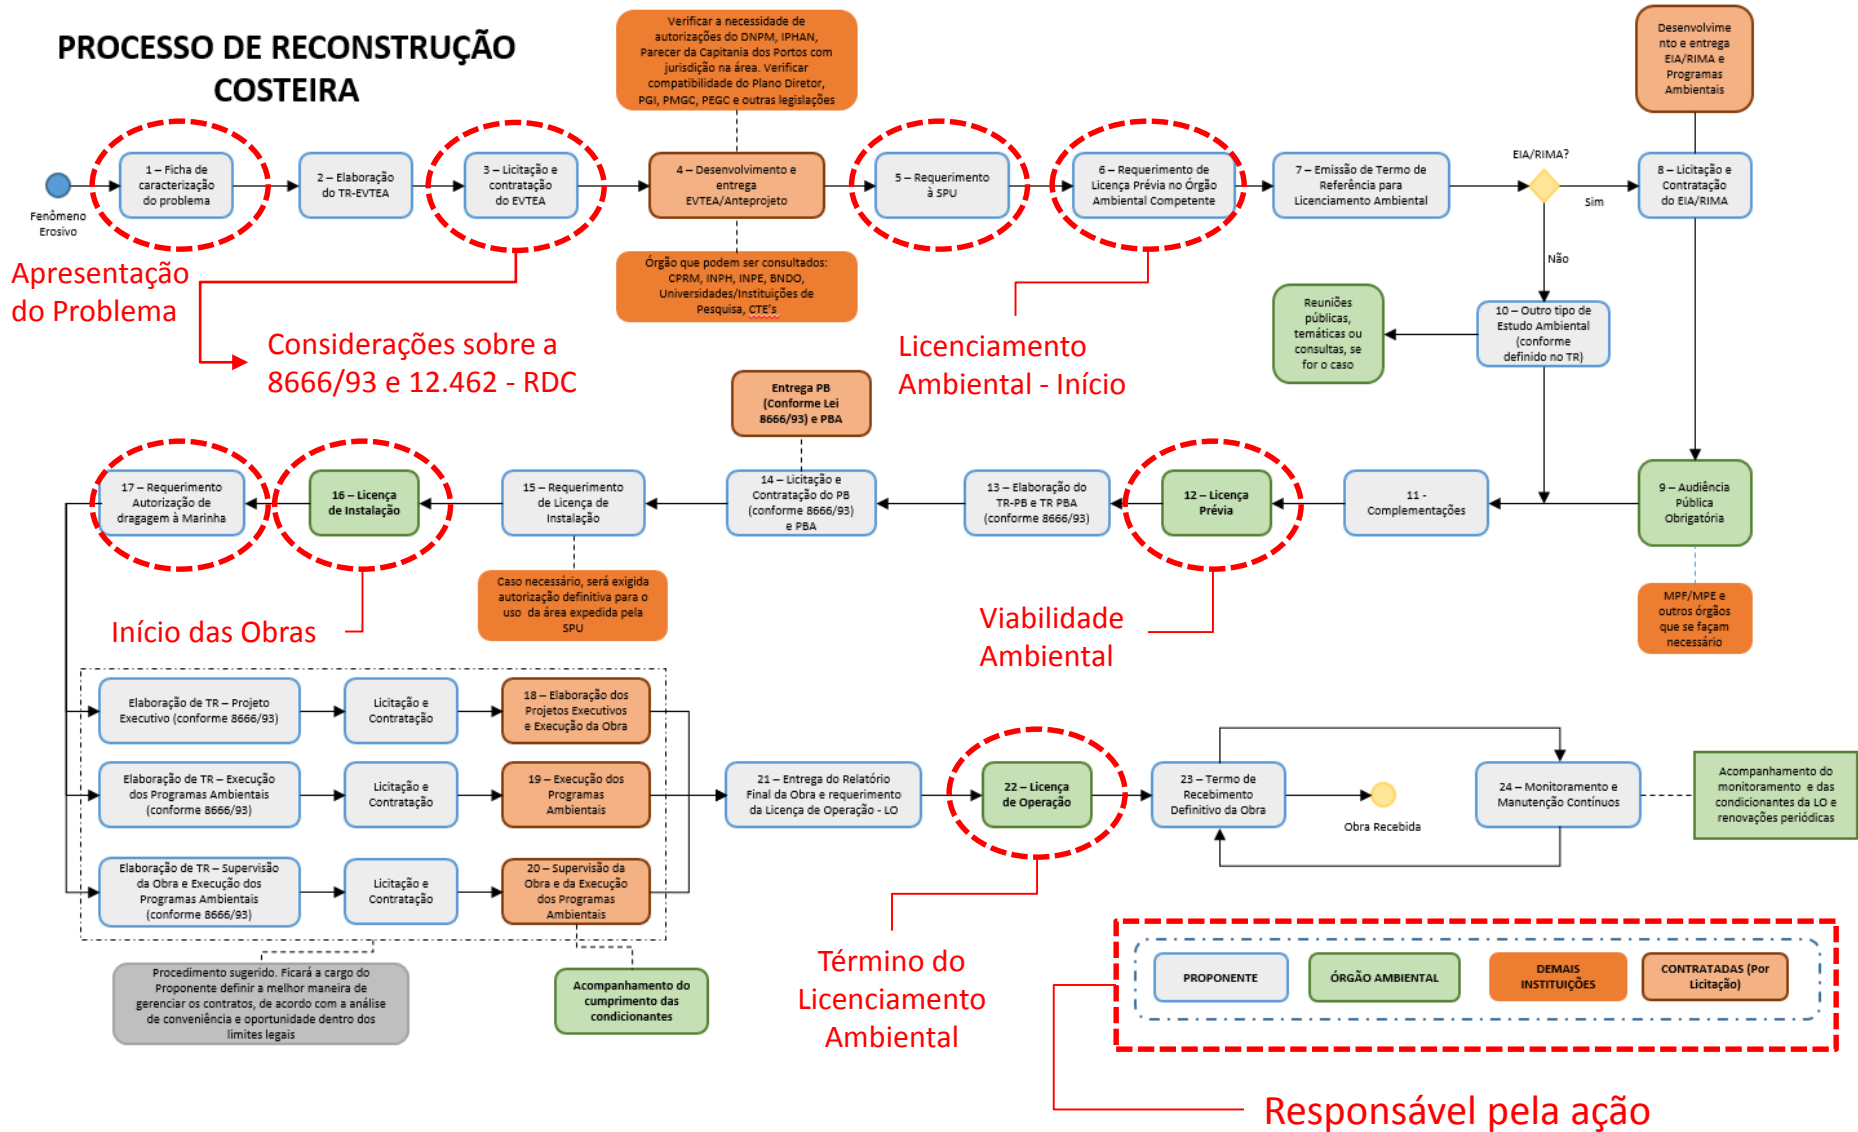 PROCESSO DE RECONSTRUÇÃO
COSTEIRA
Verificar a necessidade de
autorizações do DNPM, IPHAN,
Parecer da Capitania dos Portos com
jurisdição na área. Verificar
compatibilidade do Plano Diretor,
PGI, PMGC, PEGC e outras legislações
Desenvolvime
nto e entrega
EIA/RIMA e
Programas
Ambientais
Fenômeno
Erosivo
1 – Ficha de
caracterização
do problema
2 – Elaboração
do TR-EVTEA
3 – Licitação e
contratação
do EVTEA
4 – Desenvolvimento e
entrega
EVTEA/Anteprojeto
5 – Requerimento
à SPU
6 – Requerimento de
Licença Prévia no Órgão
Ambiental Competente
7 – Emissão de Termo de
Referência para
Licenciamento Ambiental
EIA/RIMA?
Sim
Não
8 – Licitação e
Contratação
do EIA/RIMA
Apresentação
do Problema
Considerações sobre a
8666/93 e 12.462 - RDC
Órgão que podem ser consultados:
CPRM, INPH, INPE, BNDO,
Universidades/Instituições de
Pesquisa, CTE's
Licenciamento
Ambiental - Início
Reuniões
públicas,
temáticas ou
consultas, se
for o caso
10 – Outro tipo de
Estudo Ambiental
(conforme
definido no TR)
Entrega PB
(Conforme Lei
8666/93) e PBA
17 – Requerimento
Autorização de
dragagem à Marinha
16 – Licença
de Instalação
15 – Requerimento
de Licença de
Instalação
14 – Licitação e
Contratação do PB
(conforme 8666/93)
e PBA
13 – Elaboração do
TR-PB e TR PBA
(conforme 8666/93)
12 – Licença
Prévia
11 -
Complementações
9 – Audiência
Pública
Obrigatória
Caso necessário, será exigida
autorização definitiva para o
uso da área expedida pela
SPU
MPF/MPE e
outros órgãos
que se façam
necessário
Início das Obras
Viabilidade
Ambiental
Elaboração de TR – Projeto
Executivo (conforme 8666/93)
Licitação e
Contratação
18 – Elaboração dos
Projetos Executivos
e Execução da Obra
Elaboração de TR – Execução
dos Programas Ambientais
(conforme 8666/93)
Licitação e
Contratação
19 – Execução dos
Programas
Ambientais
Elaboração de TR – Supervisão
da Obra e Execução dos
Programas Ambientais
(conforme 8666/93)
Licitação e
Contratação
20 – Supervisão da
Obra e da Execução
dos Programas
Ambientais
21 – Entrega do Relatório
Final da Obra e requerimento
da Licença de Operação - LO
22 – Licença
de Operação
23 – Termo de
Recebimento
Definitivo da Obra
Obra Recebida
24 – Monitoramento e
Manutenção Contínuos
Acompanhamento do
monitoramento e das
condicionantes da LO e
renovações periódicas
Procedimento sugerido. Ficará a cargo do
Proponente definir a melhor maneira de
gerenciar os contratos, de acordo com a análise
de conveniência e oportunidade dentro dos
limites legais
Acompanhamento do
cumprimento das
condicionantes
Término do
Licenciamento
Ambiental
PROPONENTE
ÓRGÃO AMBIENTAL
DEMAIS
INSTITUIÇÕES
CONTRATADAS (Por
Licitação)
Responsável pela ação